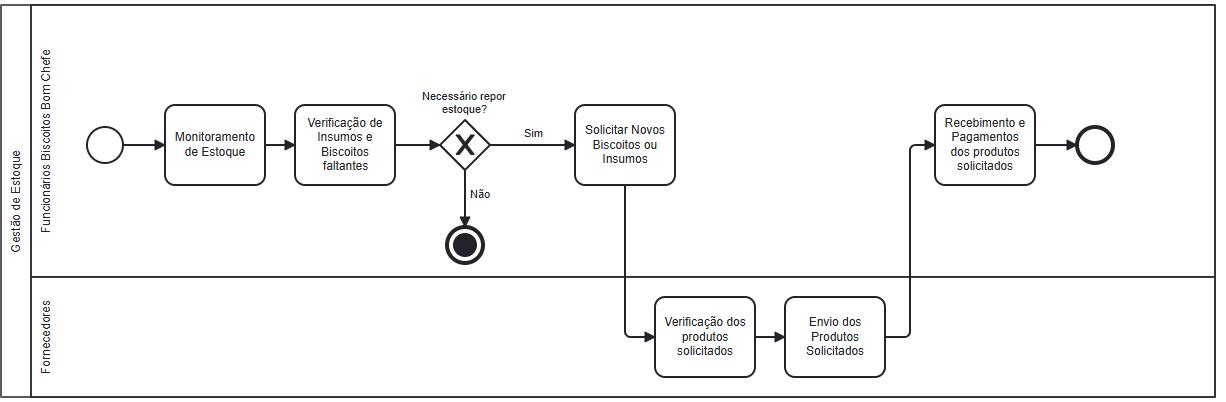 Gestão de Estoque
Funcionários Biscoitos Bom Chefe
Monitoramento
de Estoque
Verificação de
Insumos e
Biscoitos
faltantes
Necessário repor
estoque?
Sim
Não
Solicitar Novos
Biscoitos ou
Insumos
Recebimento e
Pagamentos
dos produtos
solicitados
Fornecedores
Verificação dos
produtos
solicitados
Envio dos
Produtos
Solicitados